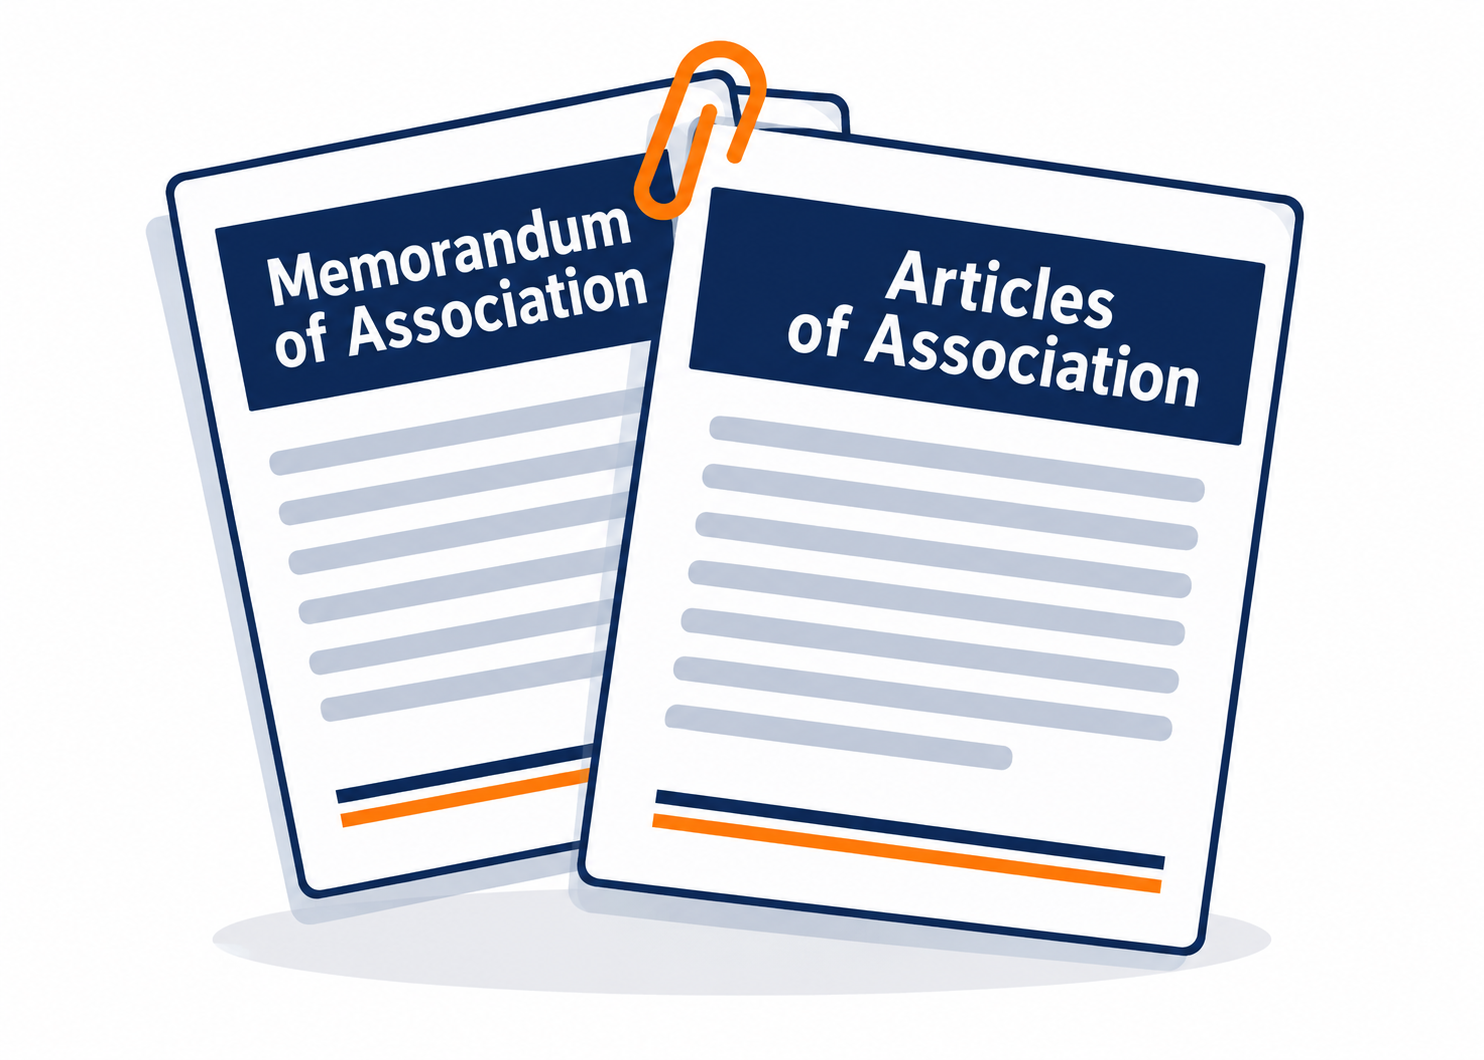 Memorandum
of Association
Articles
of Association